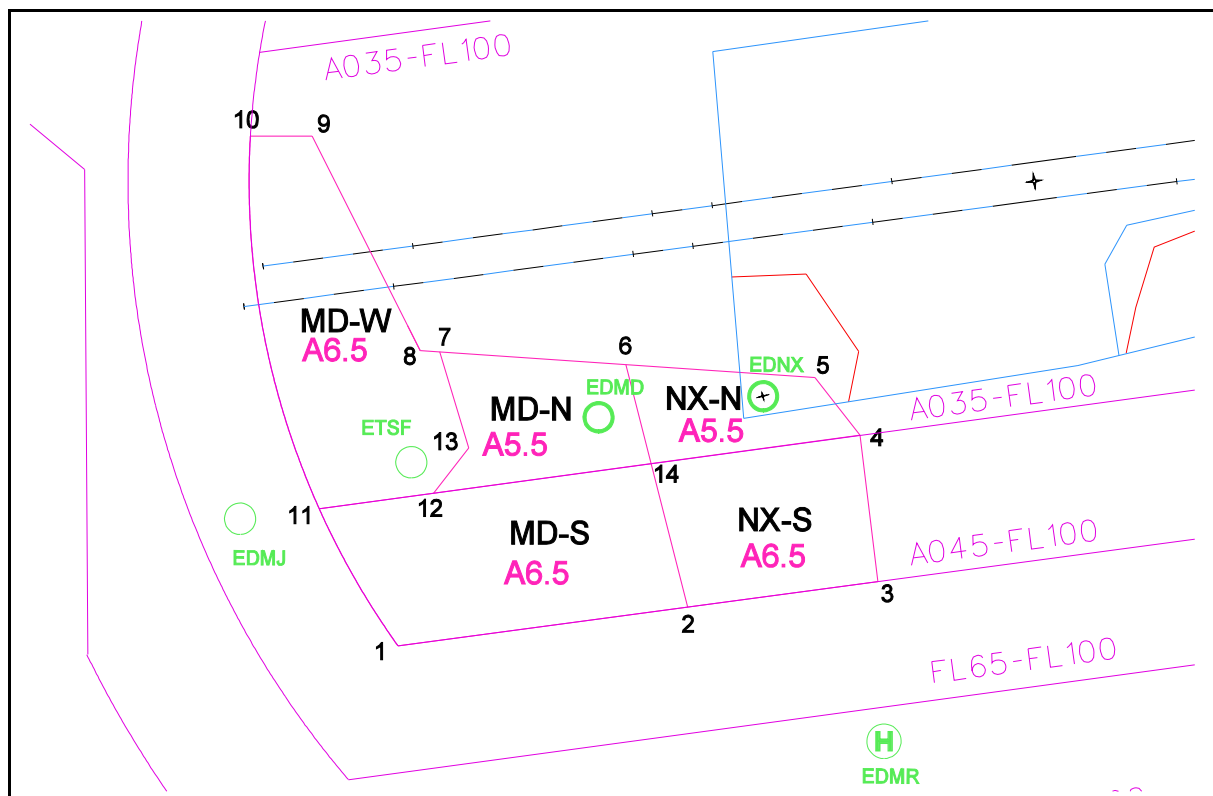 A035-FL100
10
9
MD-W
A6.5
7
8
6
5
EDNX
EDMD
NX-N
A5.5
MD-N
A5.5
A035-FL100
ETSF
13
4
14
12
11
MD-S
A6.5
NX-S
A6.5
A045-FL100
EDMJ
3
2
1
FL65-FL100
H
EDMR